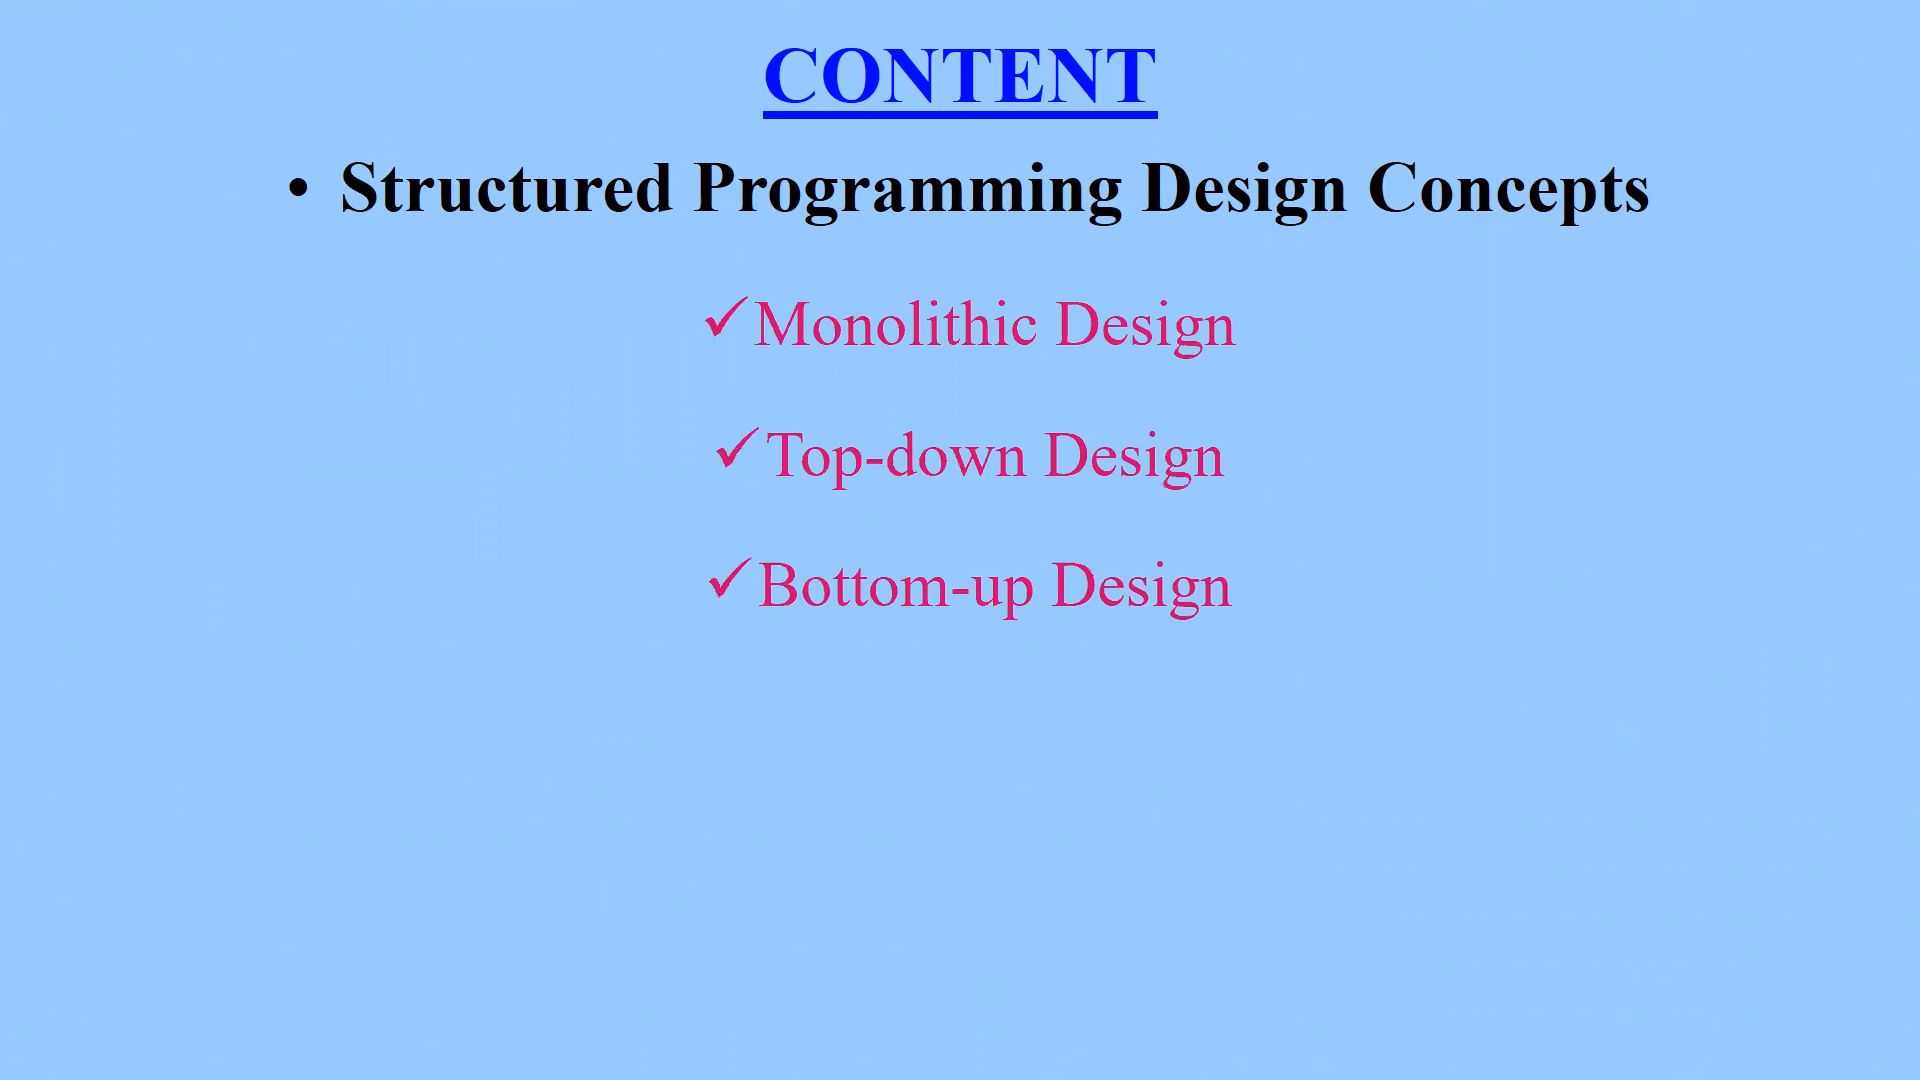 CONTENT
• Structured Programming Design Concepts
✓Monolithic Design
✓Top-down Design
✓Bottom-up Design